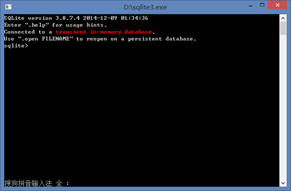 D:\sqlite3.exe
SQLite version 3.8.7.4 2014-12-09 01:34:36
Enter ".help" for usage hints.
Connected to a transient in-memory database.
Use ".open FILENAME" to reopen on a persistent database.
sqlite>
搜狗拼音输入法 全 :